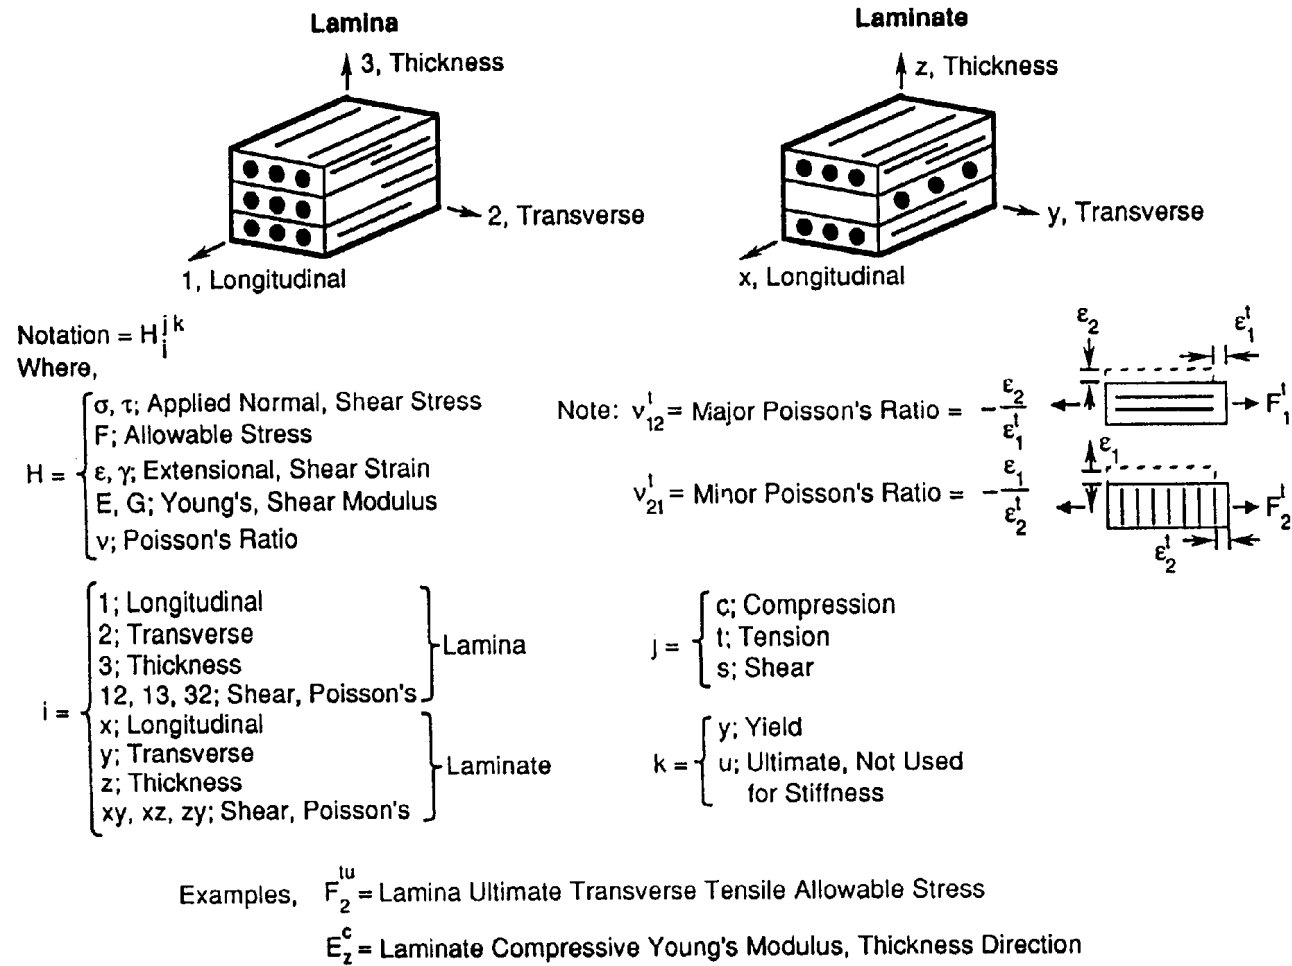 Lamina
Laminate
3, Thickness
z, Thickness
2, Transverse
y, Transverse
1, Longitudinal
x, Longitudinal
Notation = H_i^{j k}
Where,
H = { σ, τ; Applied Normal, Shear Stress
F; Allowable Stress
ε, γ; Extensional, Shear Strain
E, G; Young's, Shear Modulus
ν; Poisson's Ratio
Note: ν_{12}^t = Major Poisson's Ratio = - ε_2 / ε_1^t
ν_{21}^t = Minor Poisson's Ratio = - ε_1 / ε_2^t
ε_2
ε_1^t
F_1^t
ε_1
F_2^t
ε_2^t
i = { 1; Longitudinal
2; Transverse
3; Thickness
12, 13, 32; Shear, Poisson's
} Lamina
x; Longitudinal
y; Transverse
z; Thickness
xy, xz, zy; Shear, Poisson's
} Laminate
j = { c; Compression
t; Tension
s; Shear
k = { y; Yield
u; Ultimate, Not Used
for Stiffness
Examples, F_2^{tu} = Lamina Ultimate Transverse Tensile Allowable Stress
E_z^c = Laminate Compressive Young's Modulus, Thickness Direction